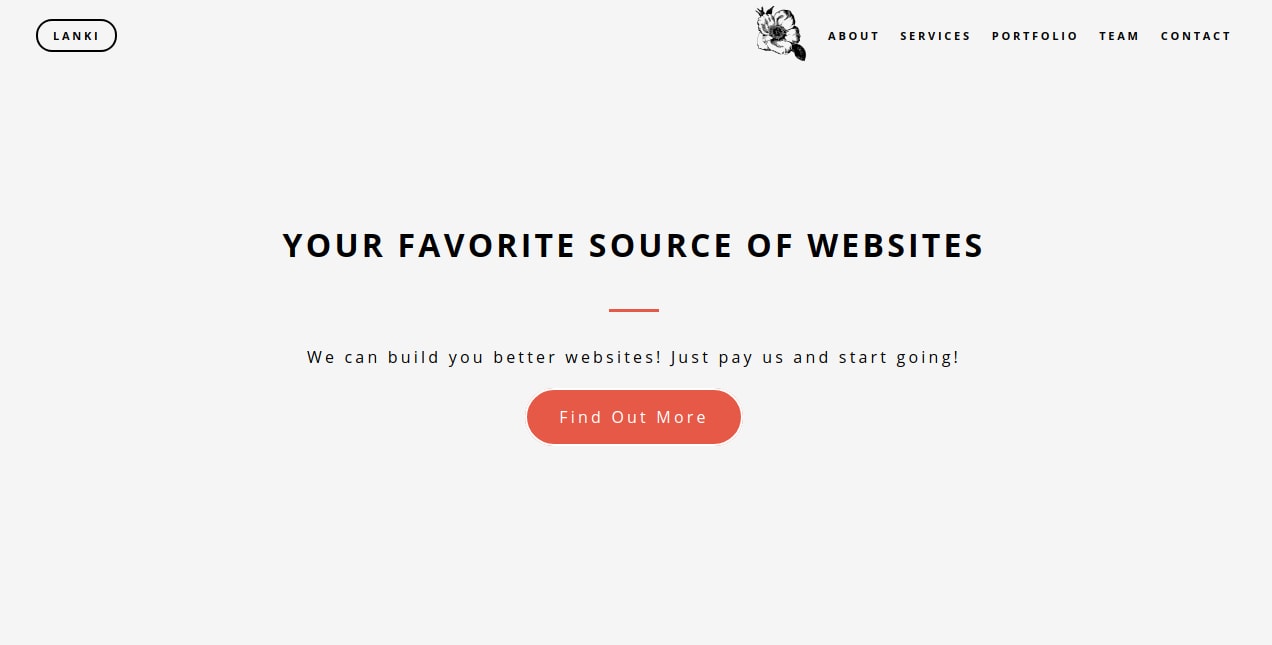 LANKI
ABOUT SERVICES PORTFOLIO TEAM CONTACT
YOUR FAVORITE SOURCE OF WEBSITES
We can build you better websites! Just pay us and start going!
Find Out More